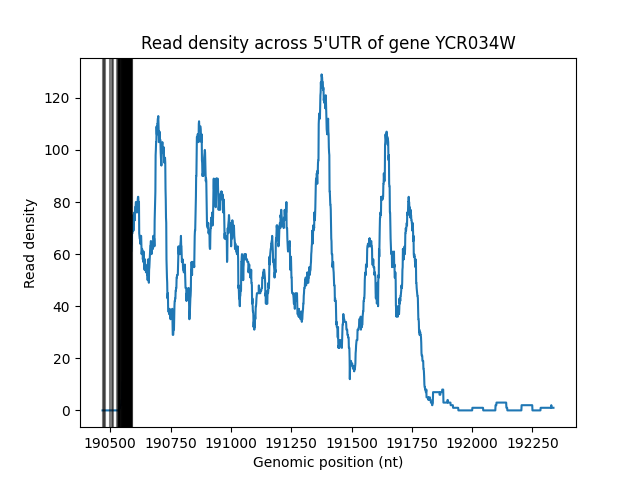 Read density across 5'UTR of gene YCR034W
Read density
120
100
80
60
40
20
0
190500 190750 191000 191250 191500 191750 192000 192250
Genomic position (nt)